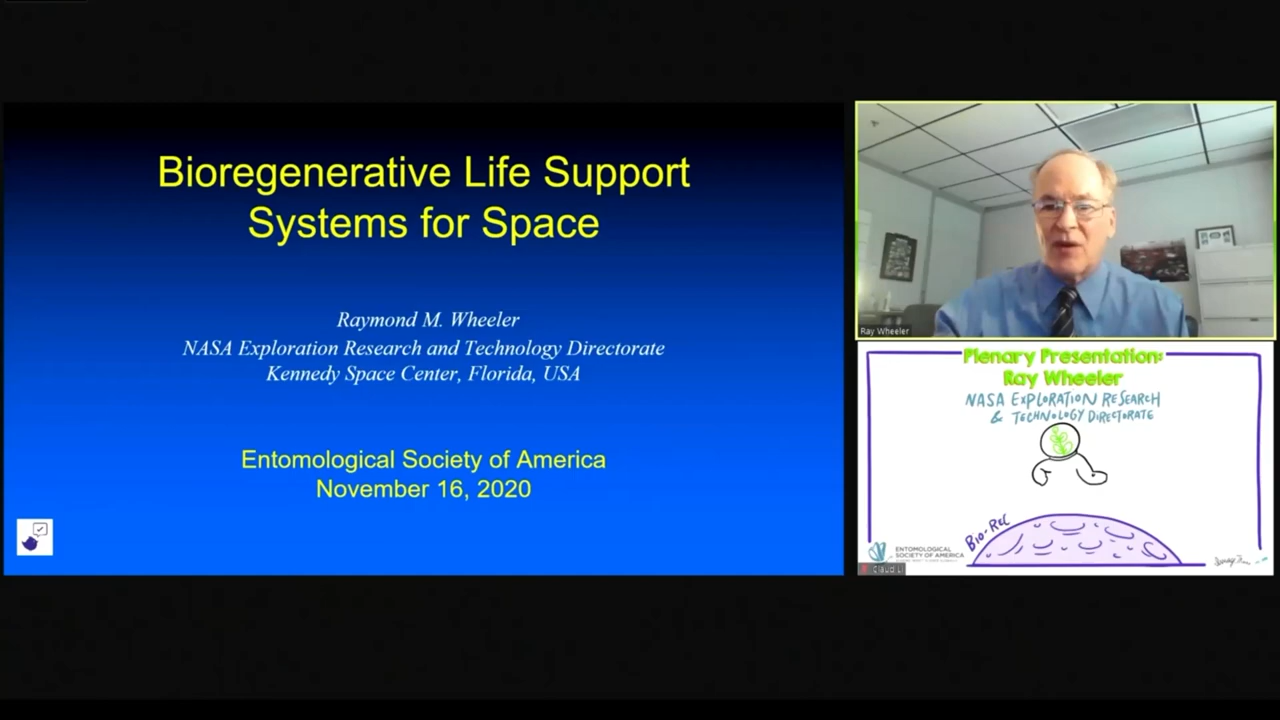 Bioregenerative Life Support
Systems for Space
Raymond M. Wheeler
NASA Exploration Research and Technology Directorate
Kennedy Space Center, Florida, USA
Entomological Society of America
November 16, 2020
Ray Wheeler
Plenary Presentation:
Ray Wheeler
NASA EXPLORATION RESEARCH
& TECHNOLOGY DIRECTORATE
BIO-REG
ENTOMOLOGICAL
SOCIETY OF AMERICA